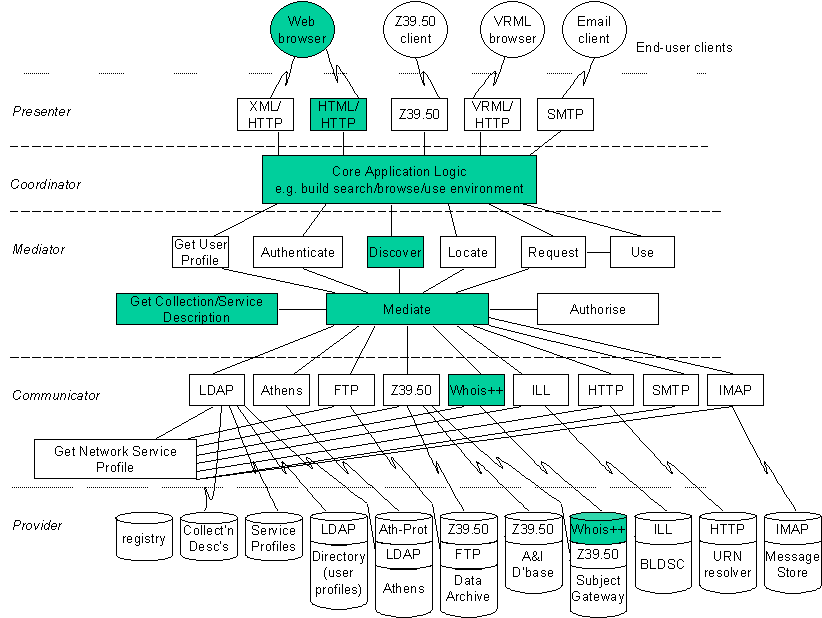 Web
browser
Z39.50
client
VRML
browser
Email
client
End-user clients
Presenter
XML/
HTTP
HTML/
HTTP
Z39.50
VRML/
HTTP
SMTP
Coordinator
Core Application Logic
e.g. build search/browse/use environment
Mediator
Get User
Profile
Authenticate
Discover
Locate
Request
Use
Get Collection/Service
Description
Mediate
Authorise
Communicator
LDAP
Athens
FTP
Z39.50
Whois++
ILL
HTTP
SMTP
IMAP
Get Network Service
Profile
Provider
registry
Collect'n
Desc's
Service
Profiles
LDAP
Directory
(user
profiles)
Ath-Prot
LDAP
Athens
Z39.50
FTP
Data
Archive
Z39.50
A&I
D'base
Whois++
Z39.50
Subject
Gateway
ILL
BLDSC
HTTP
URN
resolver
IMAP
Message
Store